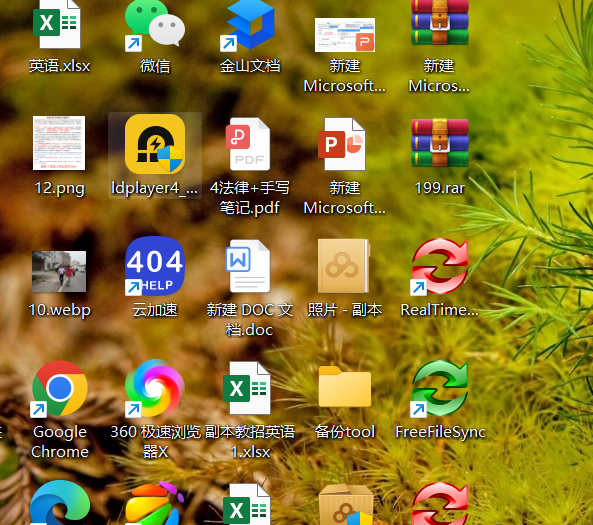 英语.xlsx
微信
金山文档
新建
Microsoft...
新建
Micros...
12.png
ldplayer4_...
PDF
4法律+手写
笔记.pdf
新建
Microsoft...
199.rar
10.webp
404
HELP
云加速
新建 DOC 文
档.doc
照片 - 副本
RealTime...
Google
Chrome
360 极速浏览
器X
副本教招英语
1.xlsx
备份tool
FreeFileSync